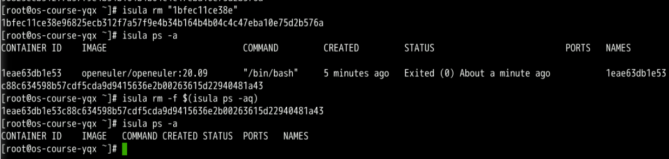 [root@os-course-yqx ~]# isula rm "1bfec11ce38e"
1bfec11ce38e96825ecb312f7a57f9e4b34b164b4b04c4c47eba10e75d2b576a
[root@os-course-yqx ~]# isula ps -a
CONTAINER ID IMAGE COMMAND CREATED STATUS PORTS NAMES
1eae63db1e53 openeuler/openeuler:20.09 "/bin/bash" 5 minutes ago Exited (0) About a minute ago 1eae63db1e53
c88c634598b57cdf5cda9d9415636e2b00263615d22940481a43
[root@os-course-yqx ~]# isula rm -f $(isula ps -aq)
1eae63db1e53c88c634598b57cdf5cda9d9415636e2b00263615d22940481a43
[root@os-course-yqx ~]# isula ps -a
CONTAINER ID IMAGE COMMAND CREATED STATUS PORTS NAMES
[root@os-course-yqx ~]#